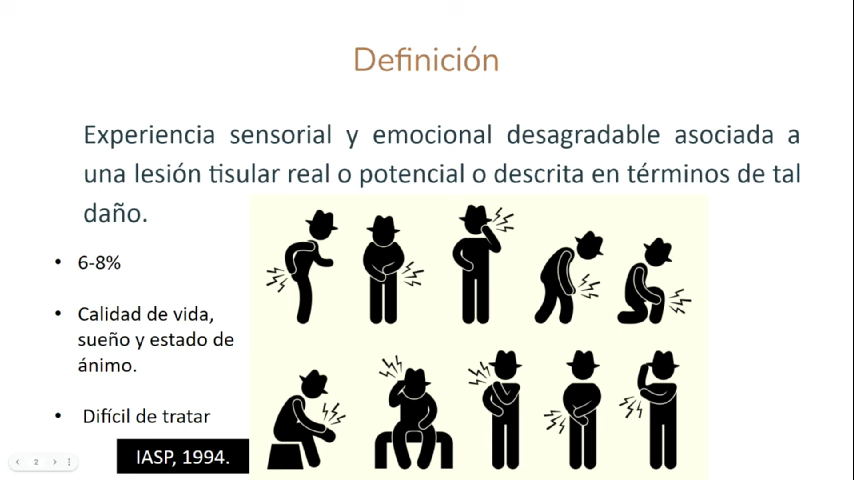 Definición
Experiencia sensorial y emocional desagradable asociada a
una lesión tisular real o potencial o descrita en términos de tal
daño.
• 6-8%
• Calidad de vida,
sueño y estado de
ánimo.
• Difícil de tratar
IASP, 1994.
2